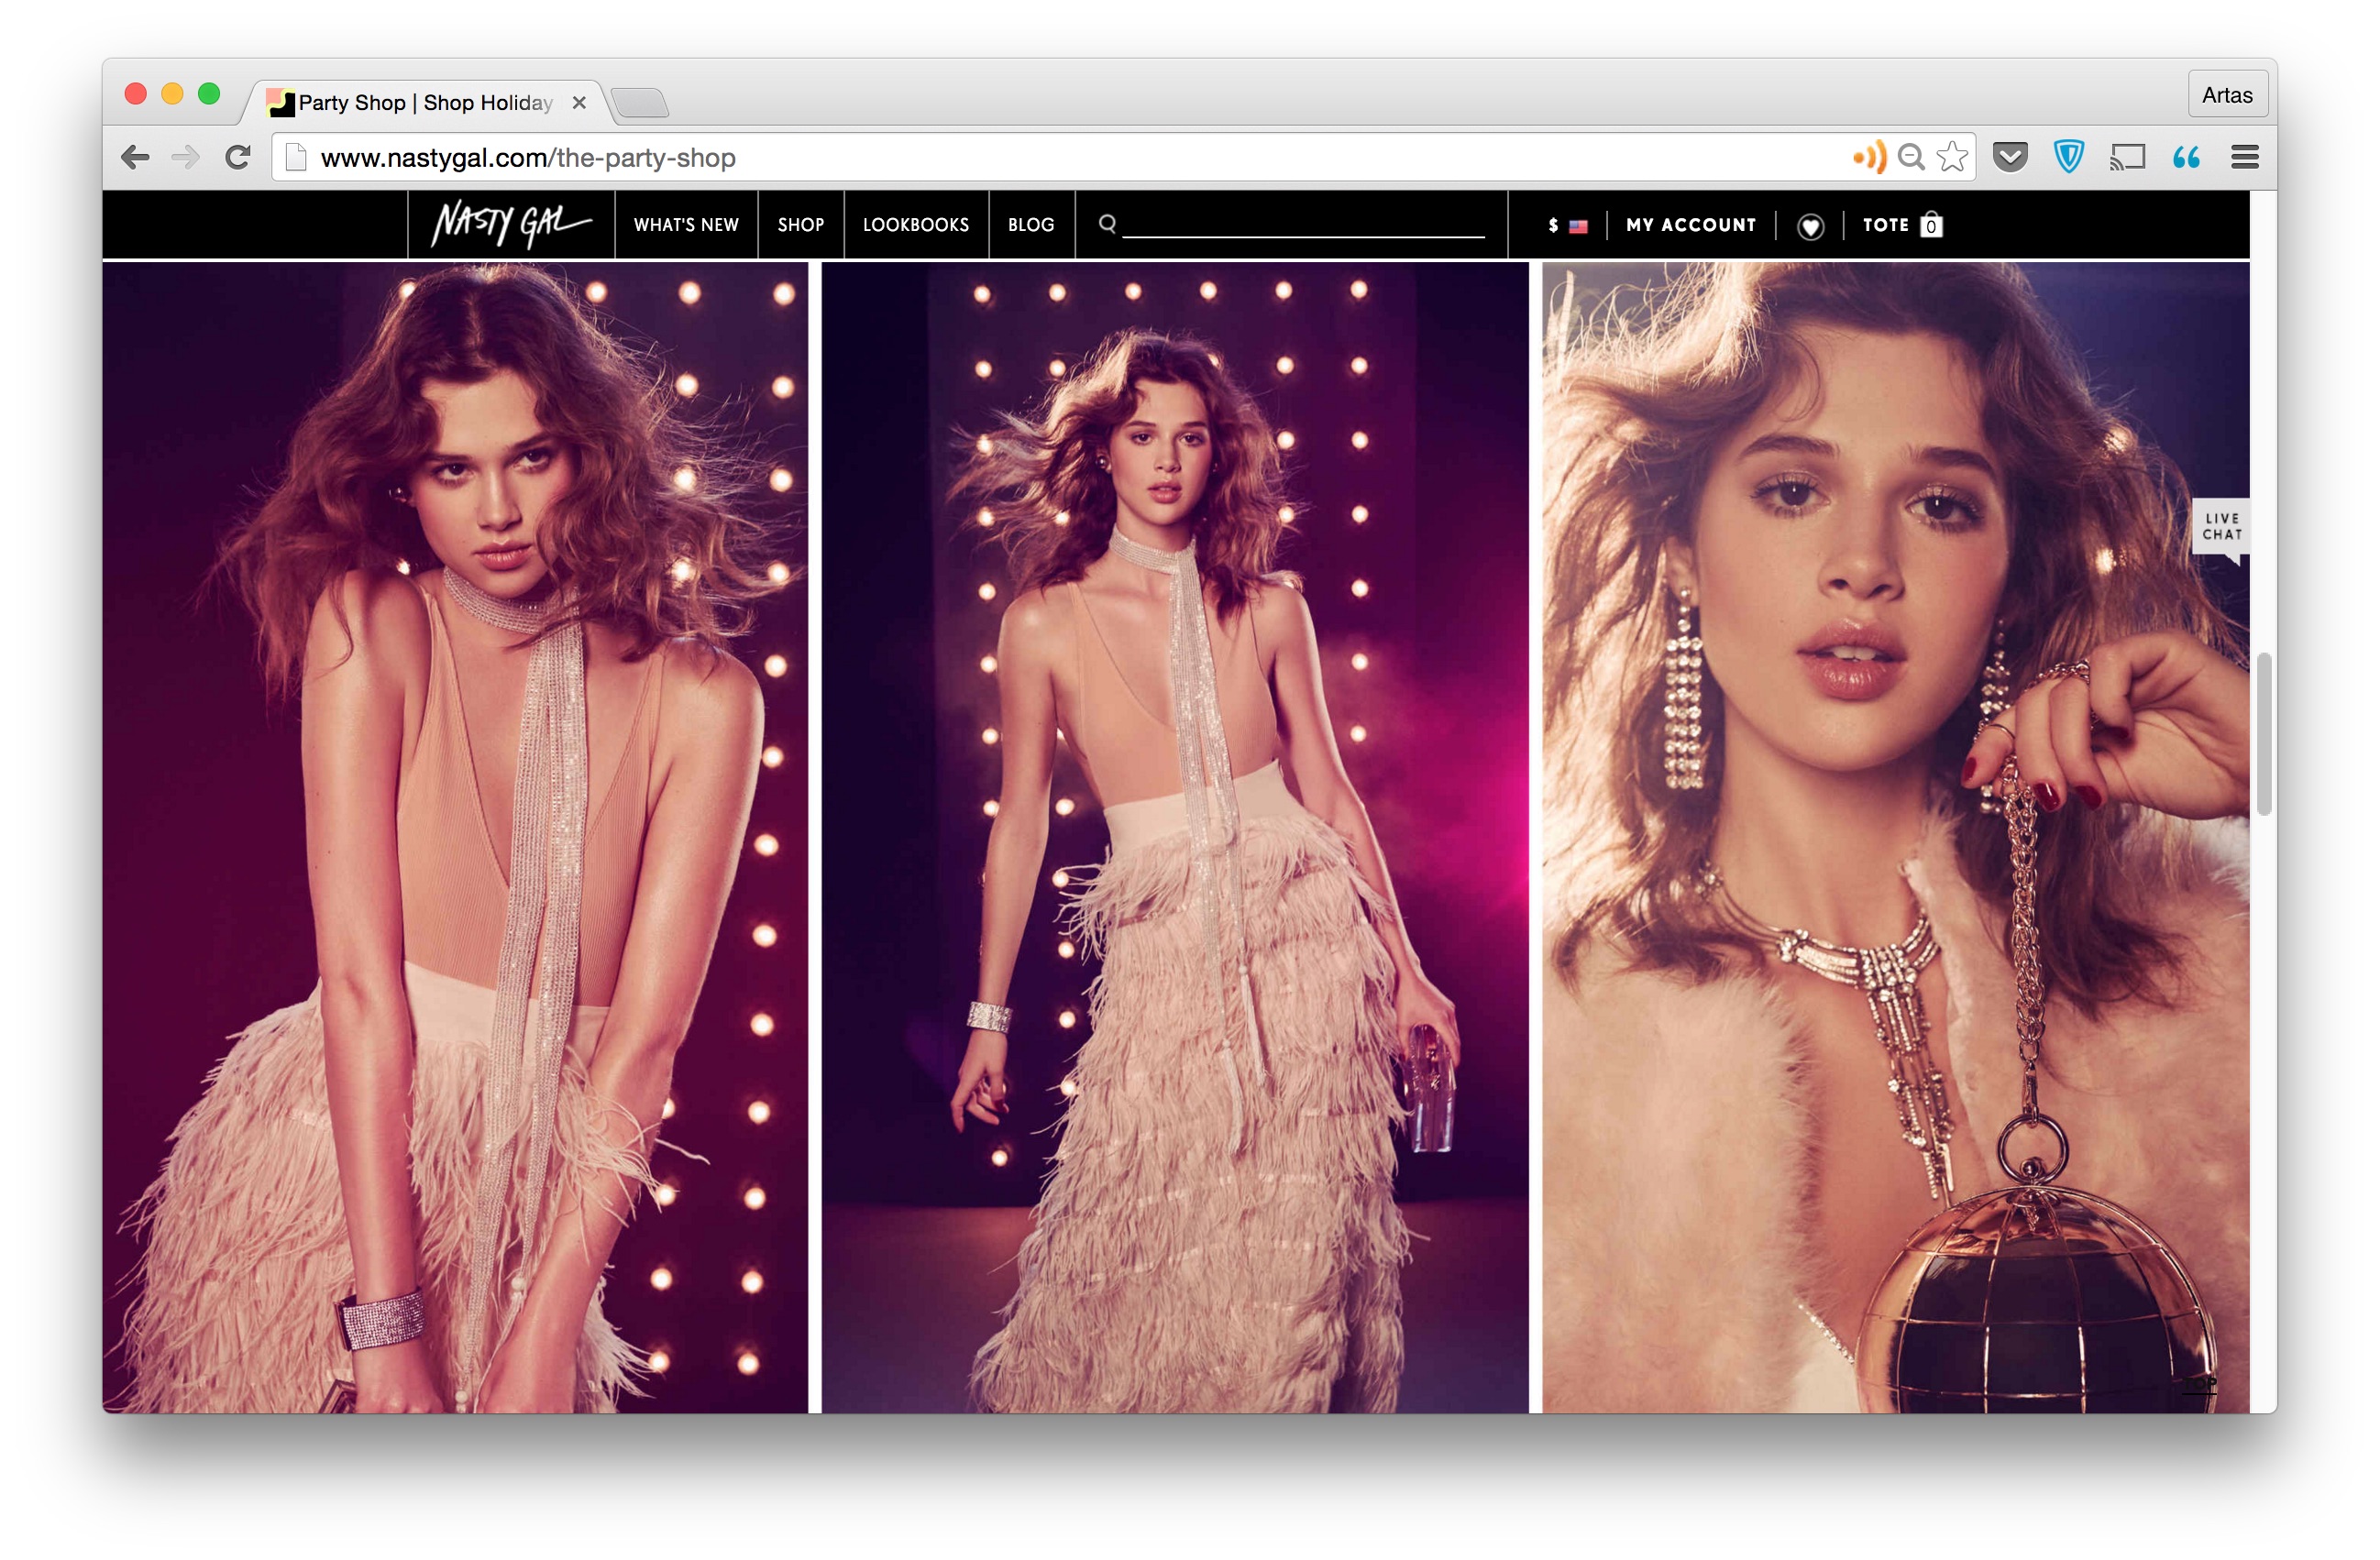 Party Shop | Shop Holiday
Artas
www.nastygal.com/the-party-shop
NASTY GAL
WHAT'S NEW
SHOP
LOOKBOOKS
BLOG
$
MY ACCOUNT
TOTE 0
LIVE
CHAT